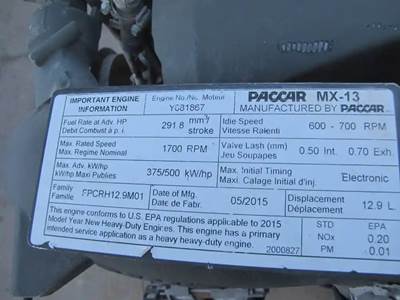 IMPORTANT ENGINE INFORMATION
Engine No./No. Moteur
Y081867
PACCAR MX-13
MANUFACTURED BY PACCAR
Fuel Rate at Adv. HP
Debit Combust à p. i.
291.8 mm³ stroke
Idle Speed
Vitesse Ralenti
600 - 700 RPM
Max. Rated Speed
Max. Regime Nominal
1700 RPM
Valve Lash (mm)
Jeu Soupapes
0.50 Int. 0.70 Exh.
Max. Adv. kW/hp
kW/hp Maxi Publies
375/500 kW/hp
Max. Initial Timing
Maxi. Calage Initial d'inj.
Electronic
Family
Famille
FPCRH12.9M01
Date of Mfg.
Date de Fabr.
05/2015
Displacement
Déplacement
12.9 L
This engine conforms to U.S. EPA regulations applicable to 2015
Model Year New Heavy-Duty Engines. This engine has a primary
intended service application as a heavy heavy-duty engine.
2000827
STD EPA
NOx 0.20
PM 0.01